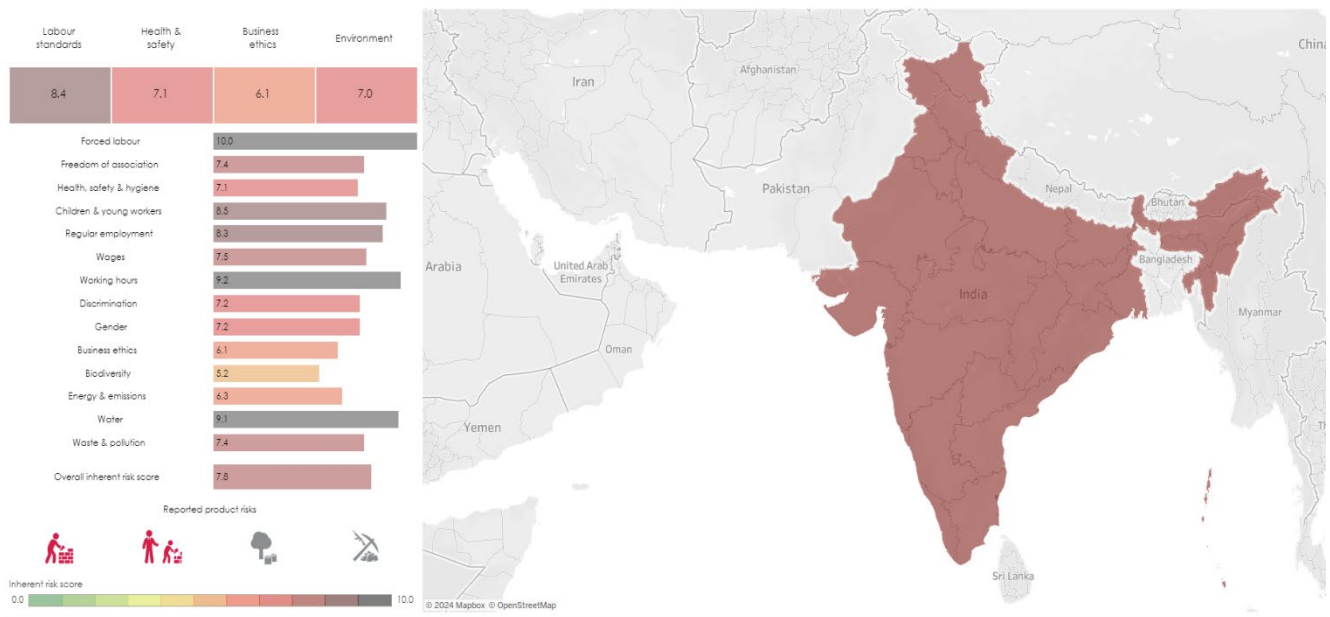 Labour
standards
Health &
safety
Business
ethics
Environment
8.4
7.1
6.1
7.0
Forced labour 10.0
Freedom of association 7.4
Health, safety & hygiene 7.1
Children & young workers 8.5
Regular employment 8.3
Wages 7.5
Working hours 9.2
Discrimination 7.2
Gender 7.2
Business ethics 6.1
Biodiversity 5.2
Energy & emissions 6.3
Water 9.1
Waste & pollution 7.4
Overall inherent risk score 7.8
Reported product risks
Inherent risk score
0.0 10.0
China
Afghanistan
Iran
Pakistan
Nepal
Bhutan
Arabia
United Arab
Emirates
Bangladesh
India
Myanmar
Oman
Yemen
Sri Lanka
© 2024 Mapbox © OpenStreetMap